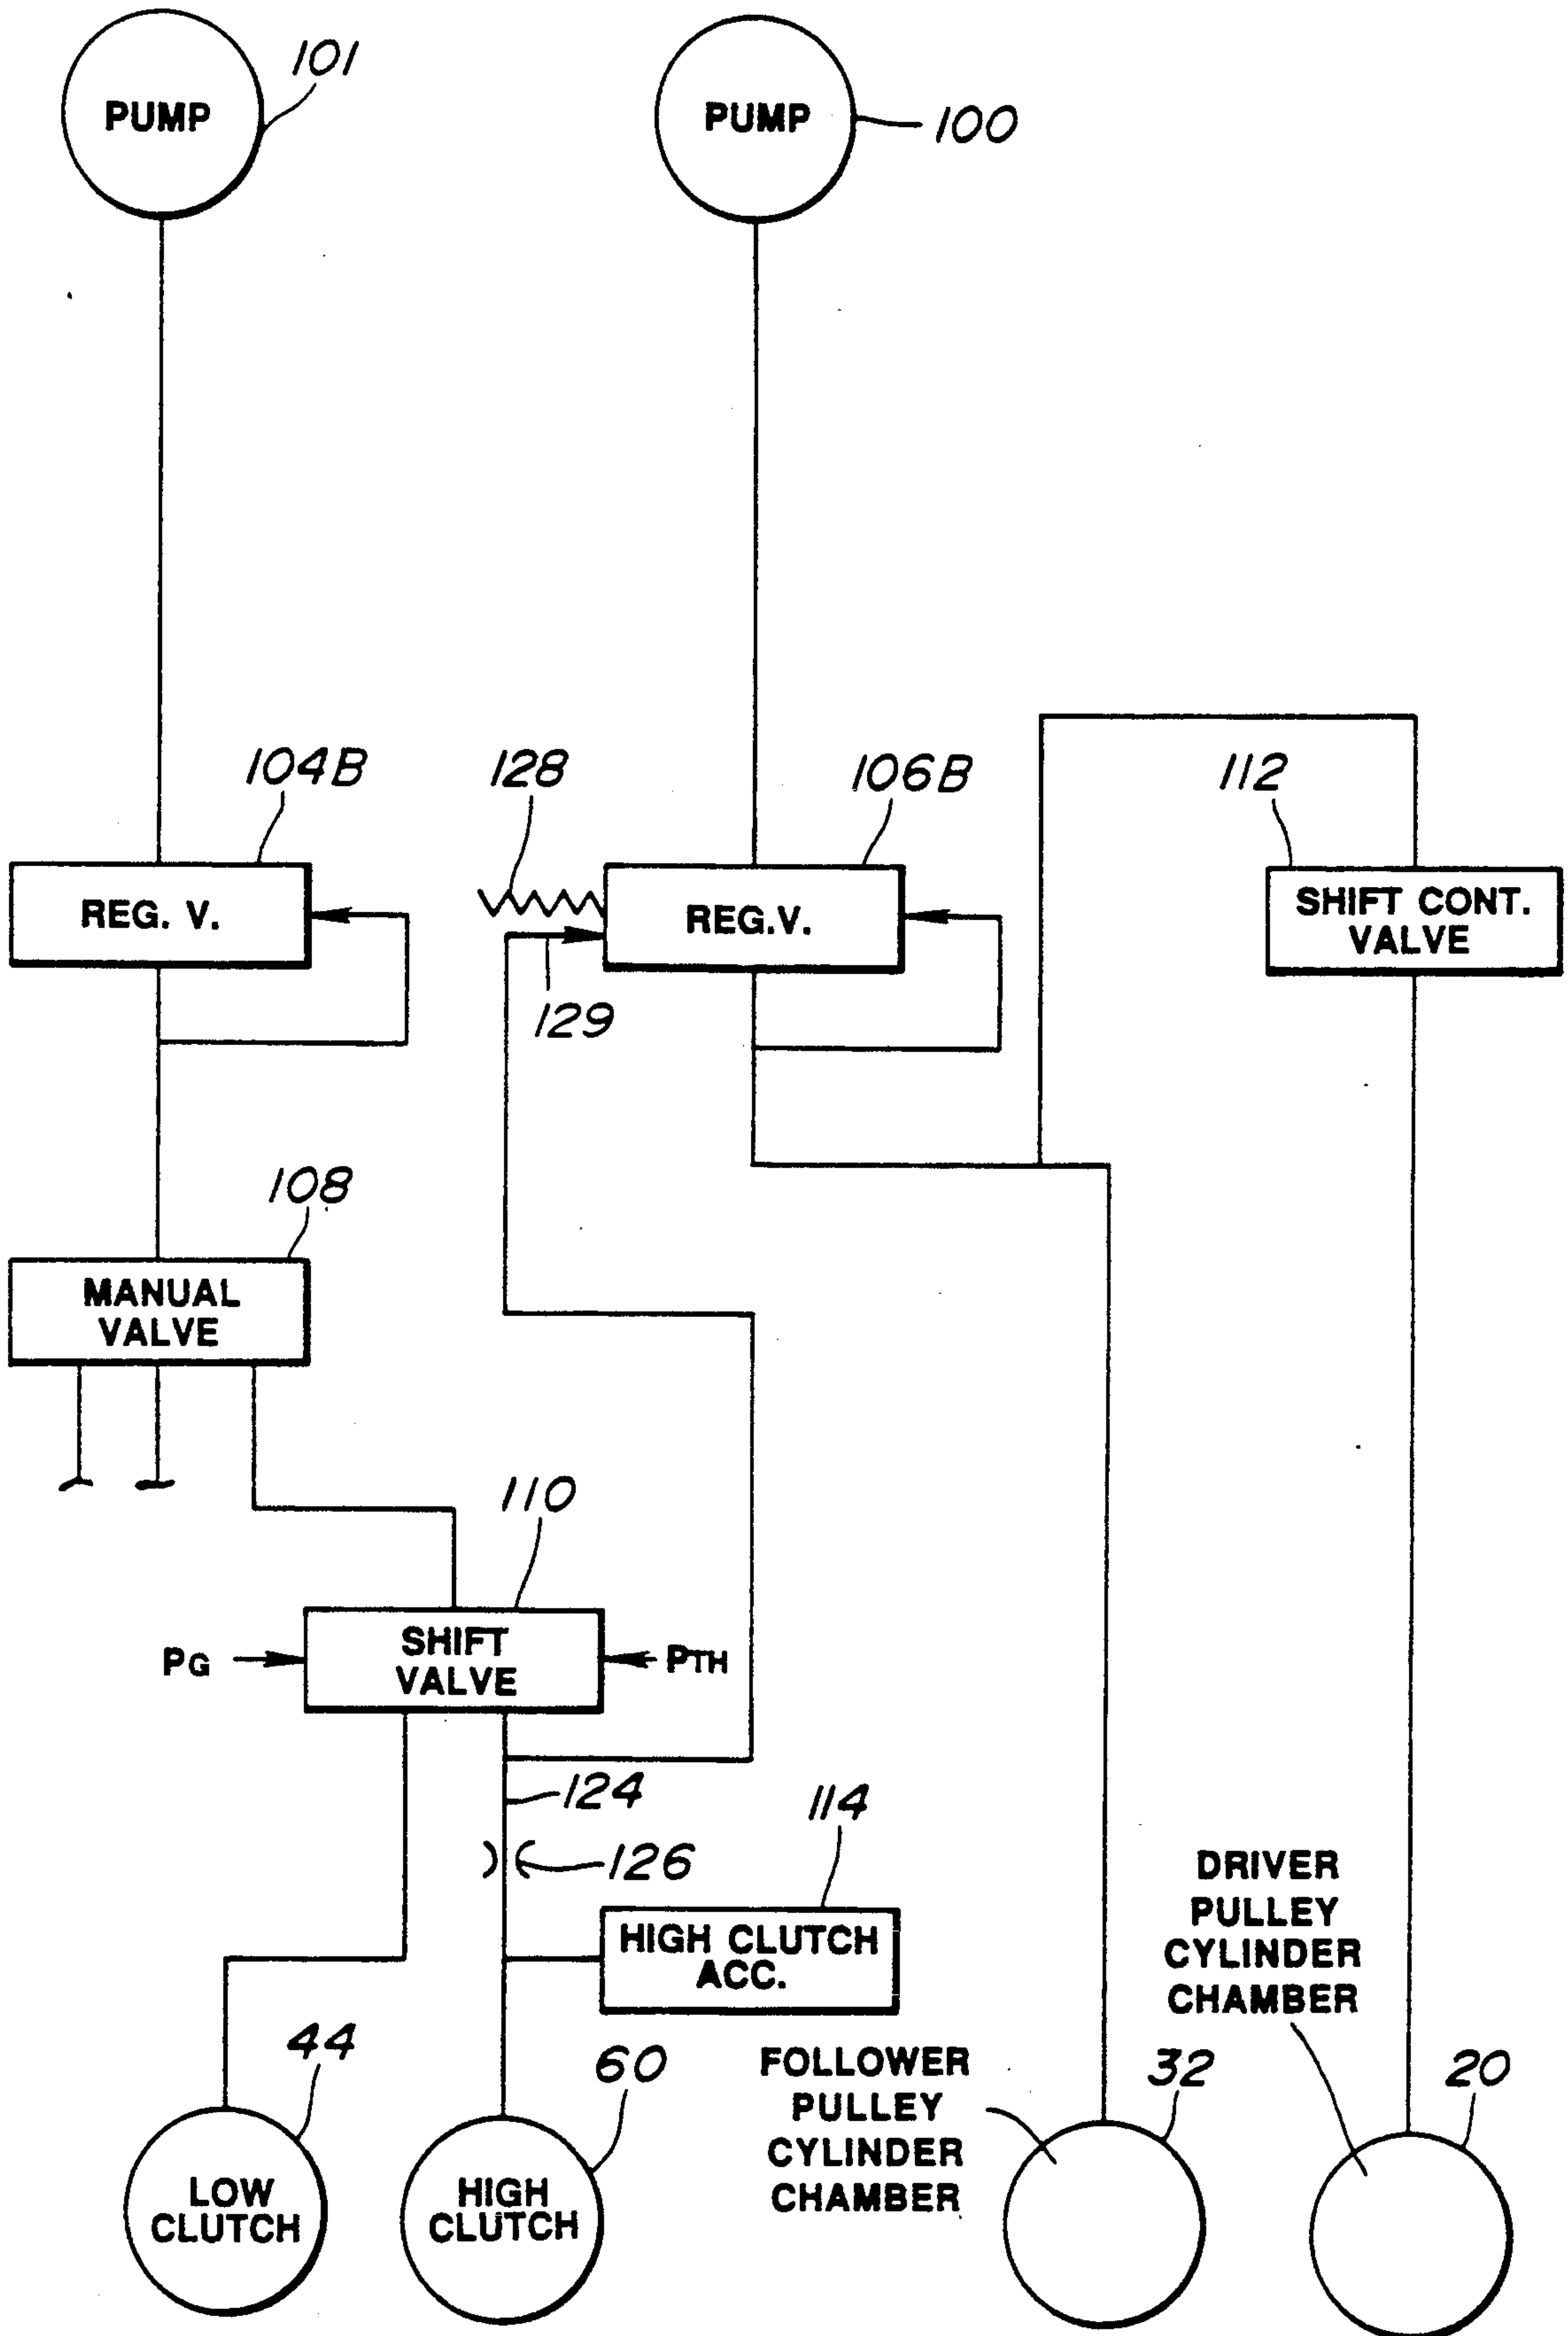 PUMP
101
PUMP
100
104B
128
106B
112
REG. V.
REG.V.
SHIFT CONT.
VALVE
129
108
MANUAL
VALVE
110
PG
SHIFT
VALVE
PTH
124
114
126
HIGH CLUTCH
ACC.
DRIVER
PULLEY
CYLINDER
CHAMBER
44
60
FOLLOWER
PULLEY
CYLINDER
CHAMBER
32
20
LOW
CLUTCH
HIGH
CLUTCH